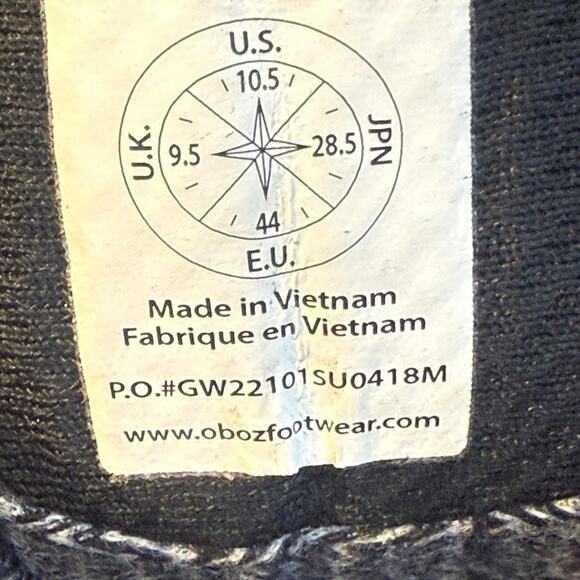 U.S.
10.5
U.K.
9.5
28.5
JPN
44
E.U.
Made in Vietnam
Fabrique en Vietnam
P.O.#GW22101SU0418M
www.obozfootwear.com